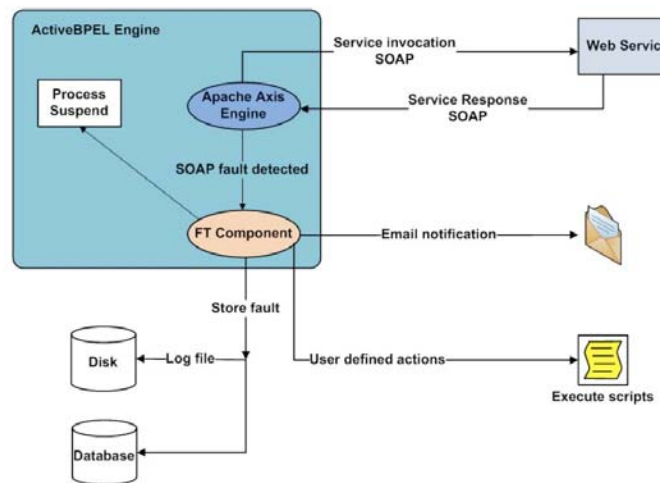 ActiveBPEL Engine
Process
Suspend
Apache Axis
Engine
Service invocation
SOAP
Web Servic
Service Response
SOAP
SOAP fault detected
FT Component
Email notification
Store fault
Disk
Log file
User defined actions
Execute scripts
Database